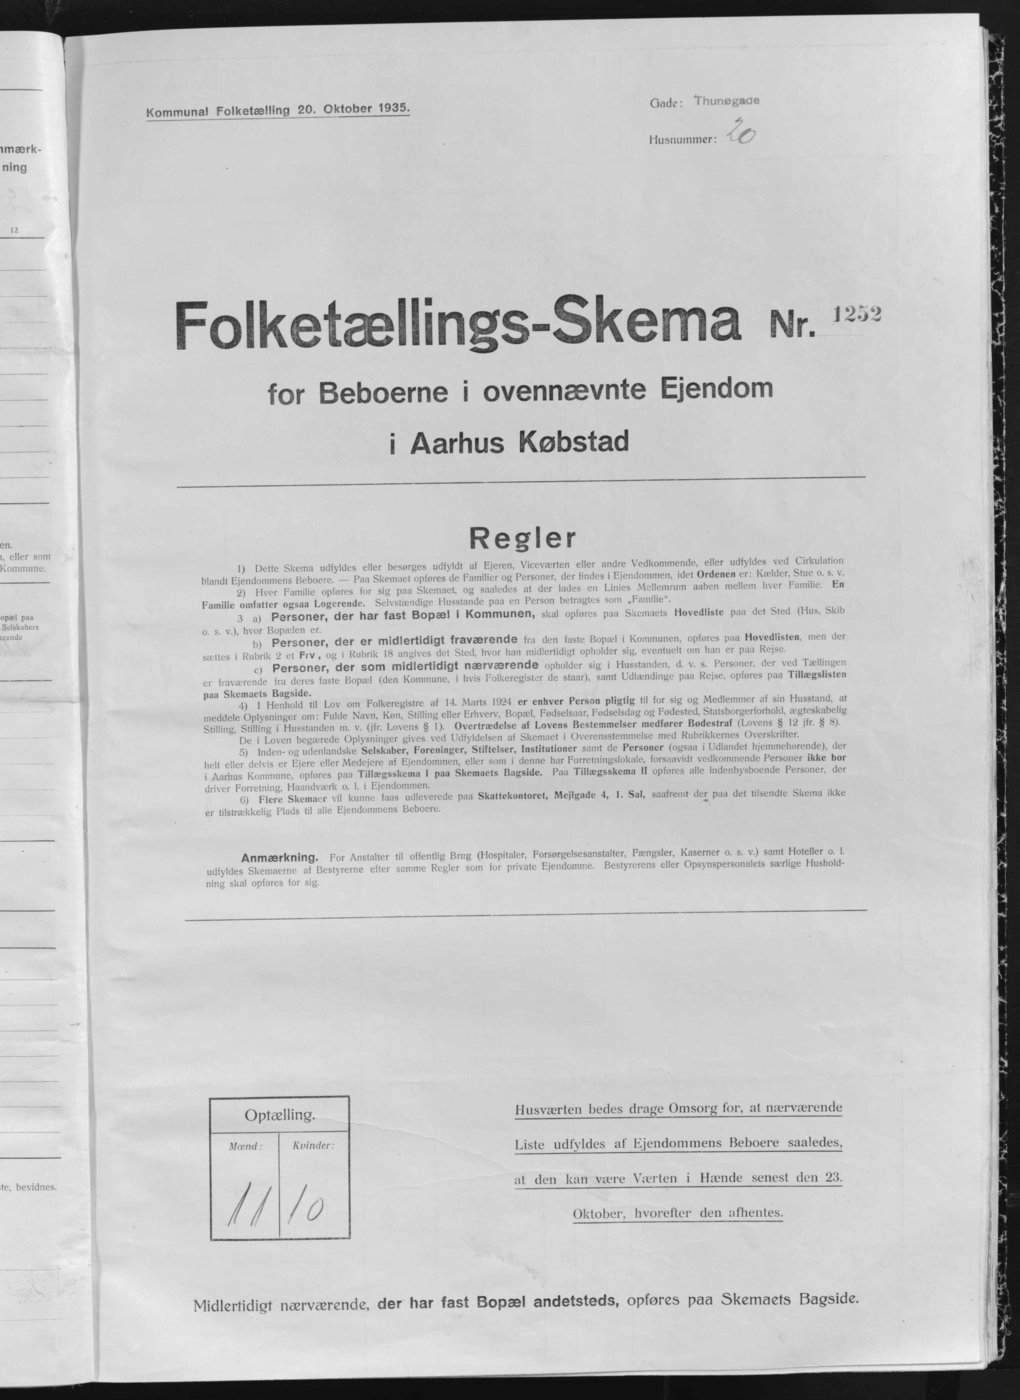 nmærk-
ning
12
en.
, eller som
Kommune.
opæl paa
Selskabers
ærende
te, bevidnes.
Kommunal Folketælling 20. Oktober 1935.
Gade: Thunøgade
Husnummer: 20
Folketællings-Skema Nr. 1252
for Beboerne i ovennævnte Ejendom
i Aarhus Købstad
Regler
1) Dette Skema udfyldes eller besørges udfyldt af Ejeren, Viceværten eller andre Vedkommende, eller udfyldes ved Cirkulation
blandt Ejendommens Beboere. — Paa Skemaet opføres de Familier og Personer, der findes i Ejendommen, idet Ordenen er: Kælder, Stue o. s. v.
2) Hver Familie opføres for sig paa Skemaet, og saaledes at der lades en Linies Mellemrum aaben mellem hver Familie. En
Familie omfatter ogsaa Logerende. Selvstændige Husstande paa en Person betragtes som „Familie".
3 a) Personer, der har fast Bopæl i Kommunen, skal opføres paa Skemaets Hovedliste paa det Sted (Hus, Skib
o. s. v.), hvor Bopælen er.
b) Personer, der er midlertidigt fraværende fra den faste Bopæl i Kommunen, opføres paa Hovedlisten, men der
sættes i Rubrik 2 et Frv, og i Rubrik 18 angives det Sted, hvor han midlertidigt opholder sig, eventuelt om han er paa Rejse.
c) Personer, der som midlertidigt nærværende opholder sig i Husstanden, d. v. s. Personer, der ved Tællingen
er fraværende fra deres faste Bopæl (den Kommune, i hvis Folkeregister de staar), samt Udlændinge paa Rejse, opføres paa Tillægslisten
paa Skemaets Bagside.
4) I Henhold til Lov om Folkeregistre af 14. Marts 1924 er enhver Person pligtig til for sig og Medlemmer af sin Husstand, at
meddele Oplysninger om: Fulde Navn, Køn, Stilling eller Erhverv, Bopæl, Fødselsaar, Fødselsdag og Fødested, Statsborgerforhold, ægteskabelig
Stilling, Stilling i Husstanden m. v. (jfr. Lovens § 1). Overtrædelse af Lovens Bestemmelser medfører Bødestraf (Lovens § 12 jfr. § 8).
De i Loven begærede Oplysninger gives ved Udfyldelsen af Skemaet i Overensstemmelse med Rubrikkernes Overskrifter.
5) Inden- og udenlandske Selskaber, Foreninger, Stiftelser, Institutioner samt de Personer (ogsaa i Udlandet hjemmehørende), der
helt eller delvis er Ejere eller Medejere af Ejendommen, eller som i denne har Forretningslokale, forsaavidt vedkommende Personer ikke bor
i Aarhus Kommune, opføres paa Tillægsskema I paa Skemaets Bagside. Paa Tillægsskema II opføres alle indenbysboende Personer, der
driver Forretning, Haandværk o. l. i Ejendommen.
6) Flere Skemaer vil kunne faas udleverede paa Skattekontoret, Mejlgade 4, 1. Sal, saafremt der paa det tilsendte Skema ikke
er tilstrækkelig Plads til alle Ejendommens Beboere.
Anmærkning. For Anstalter til offentlig Brug (Hospitaler, Forsørgelsesanstalter, Fængsler, Kaserner o. s. v.) samt Hoteller o. l.
udfyldes Skemaerne af Bestyrerne efter samme Regler som for private Ejendomme. Bestyrerens eller Opsynspersonalets særlige Hushold-
ning skal opføres for sig.
Optælling.
Mænd: Kvinder:
11 10
Husværten bedes drage Omsorg for, at nærværende
Liste udfyldes af Ejendommens Beboere saaledes,
at den kan være Værten i Hænde senest den 23.
Oktober, hvorefter den afhentes.
Midlertidigt nærværende, der har fast Bopæl andetsteds, opføres paa Skemaets Bagside.